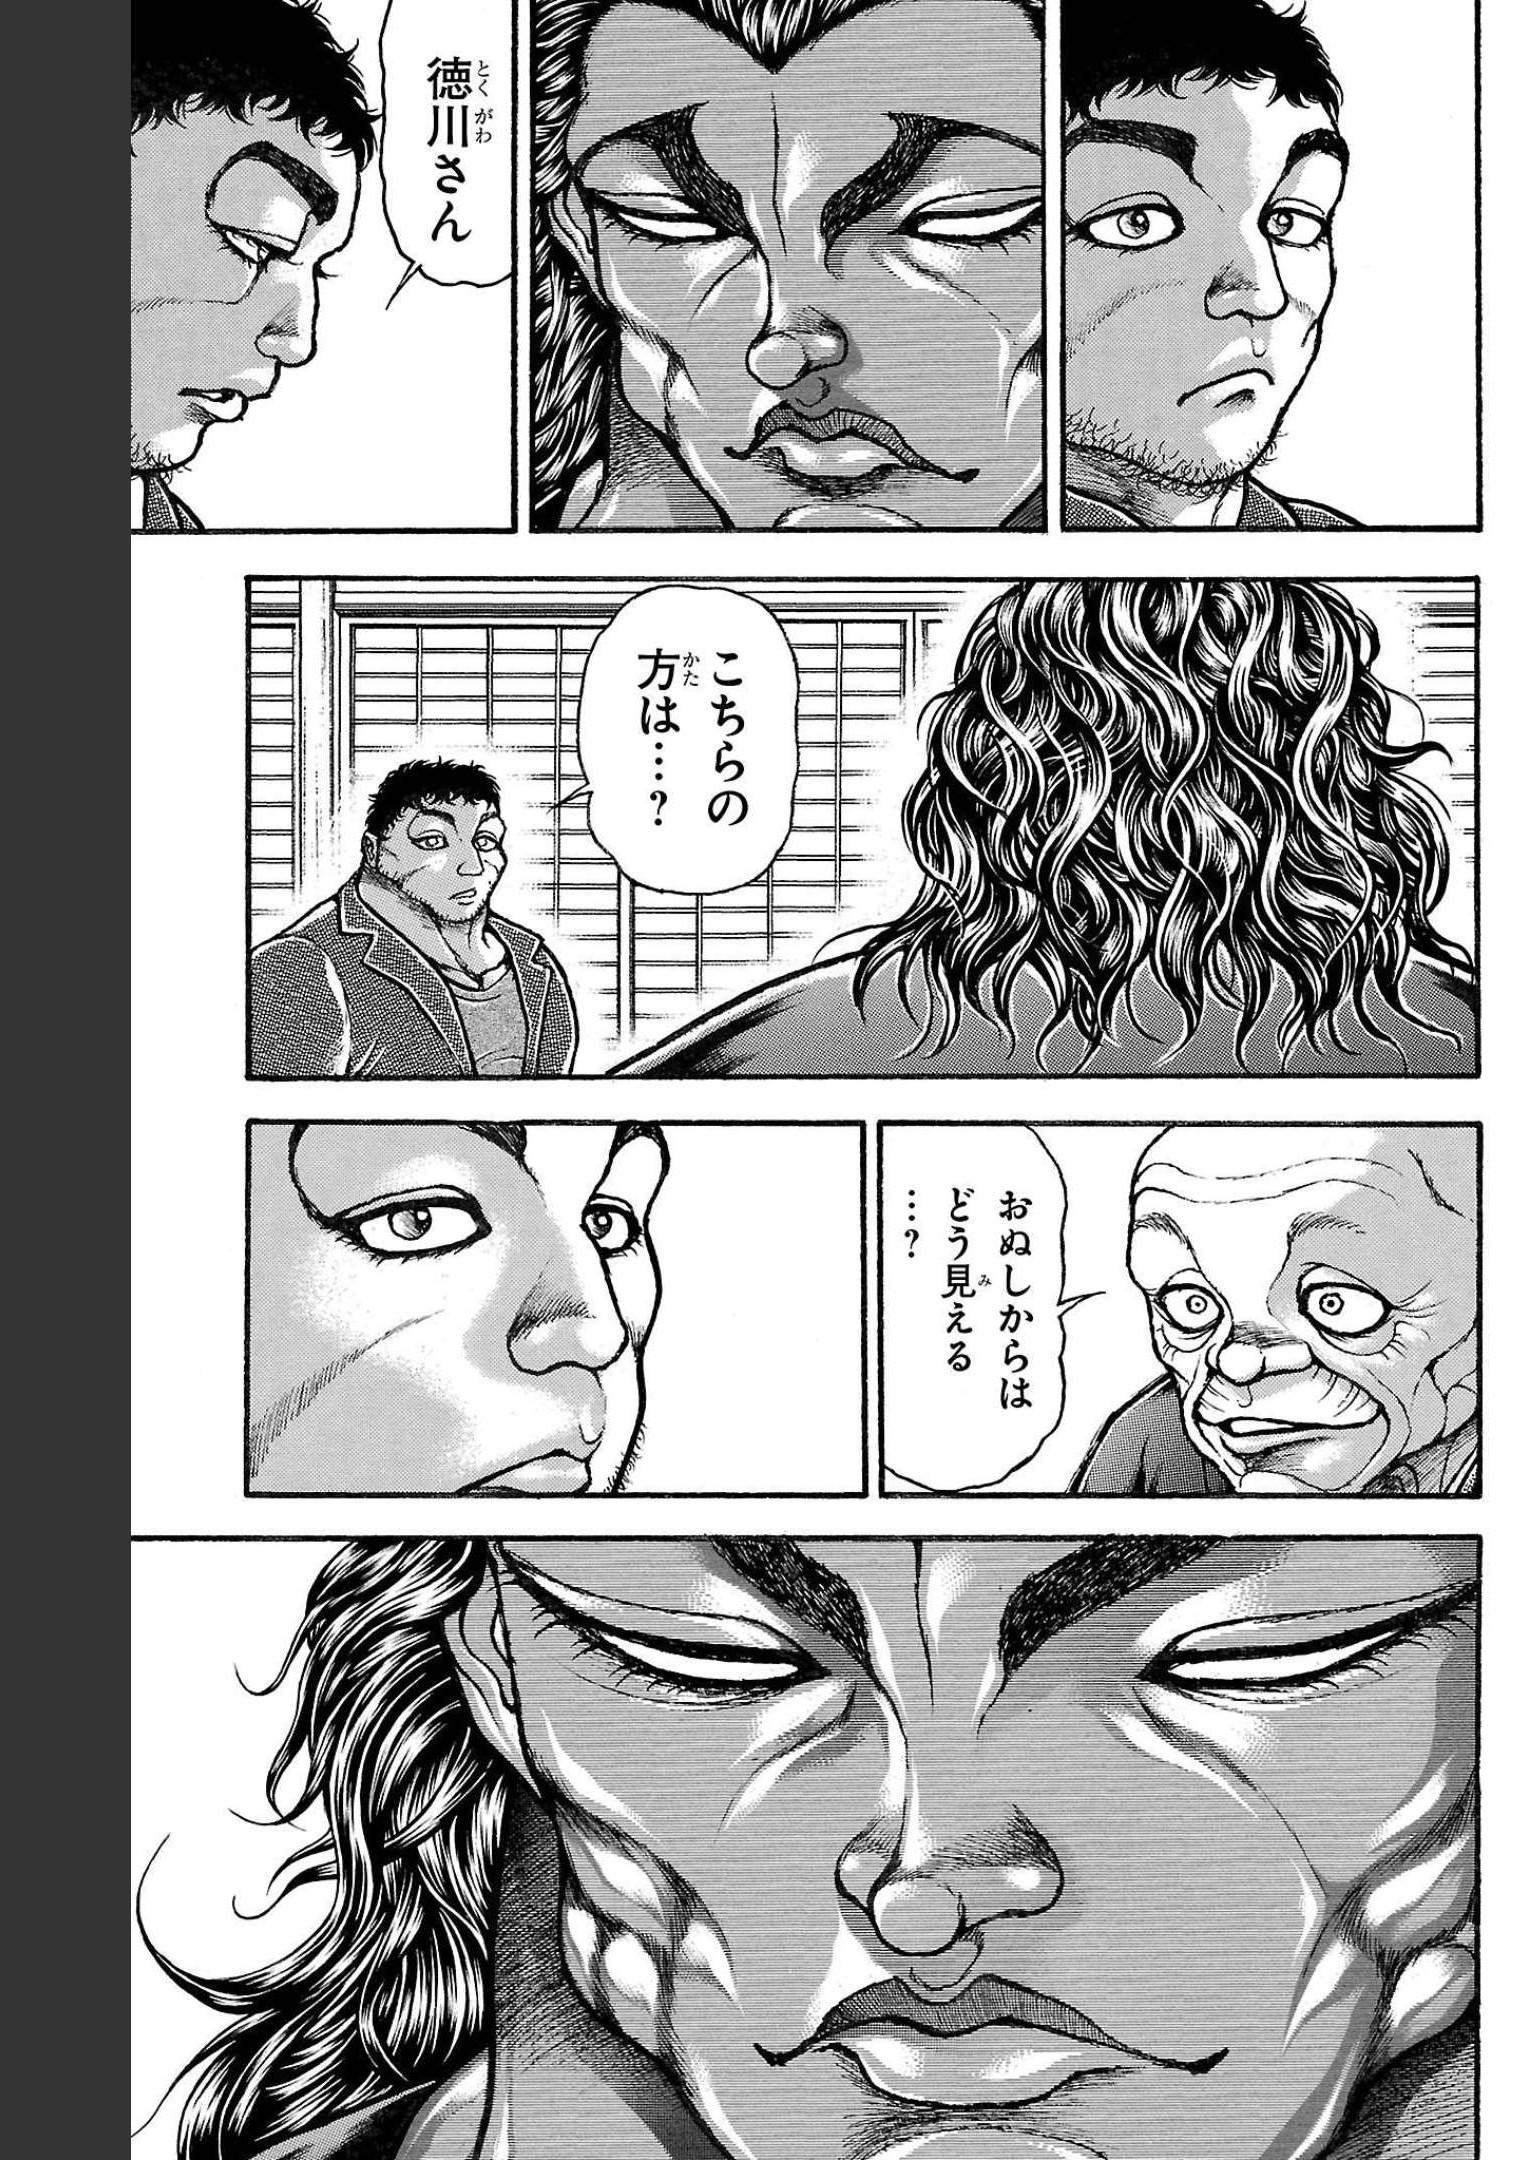 徳川さん
こちらの
方は…?
おぬしからは
どう見える
…?